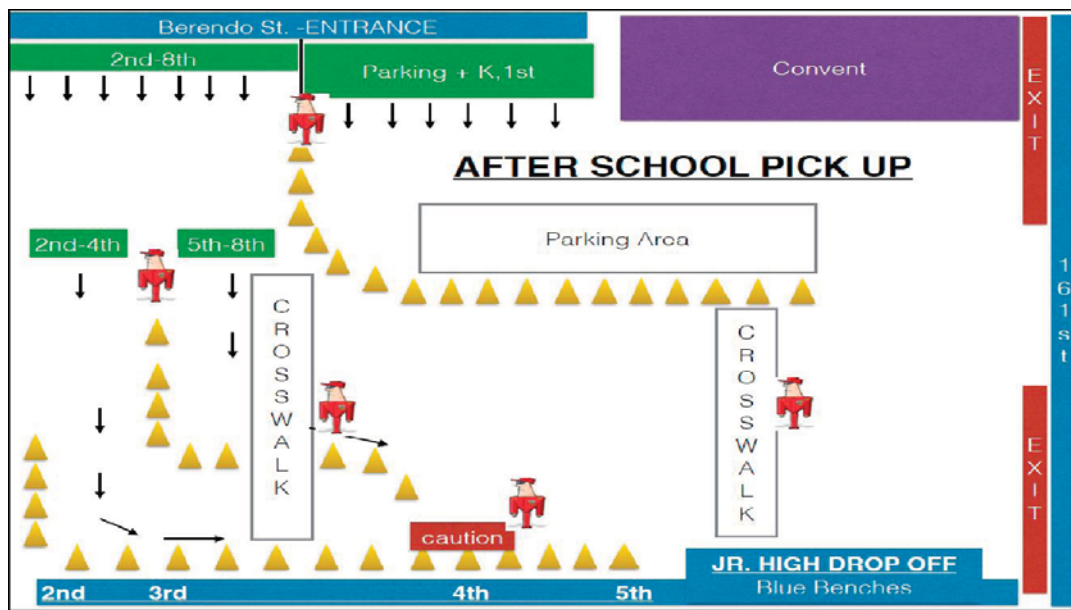 Berendo St. -ENTRANCE
2nd-8th
Parking + K,1st
Convent
EXIT
AFTER SCHOOL PICK UP
Parking Area
2nd-4th
5th-8th
161st
CROSSWALK
CROSSWALK
EXIT
caution
JR. HIGH DROP OFF
Blue Benches
2nd 3rd 4th 5th